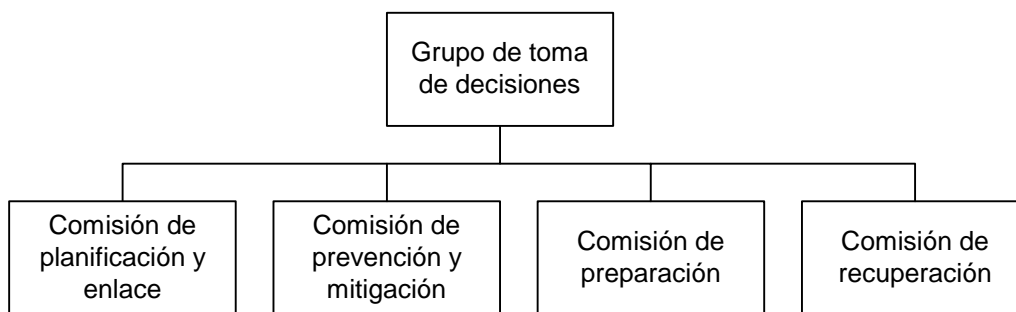 Grupo de toma
de decisiones
Comisión de
planificación y
enlace
Comisión de
prevención y
mitigación
Comisión de
preparación
Comisión de
recuperación